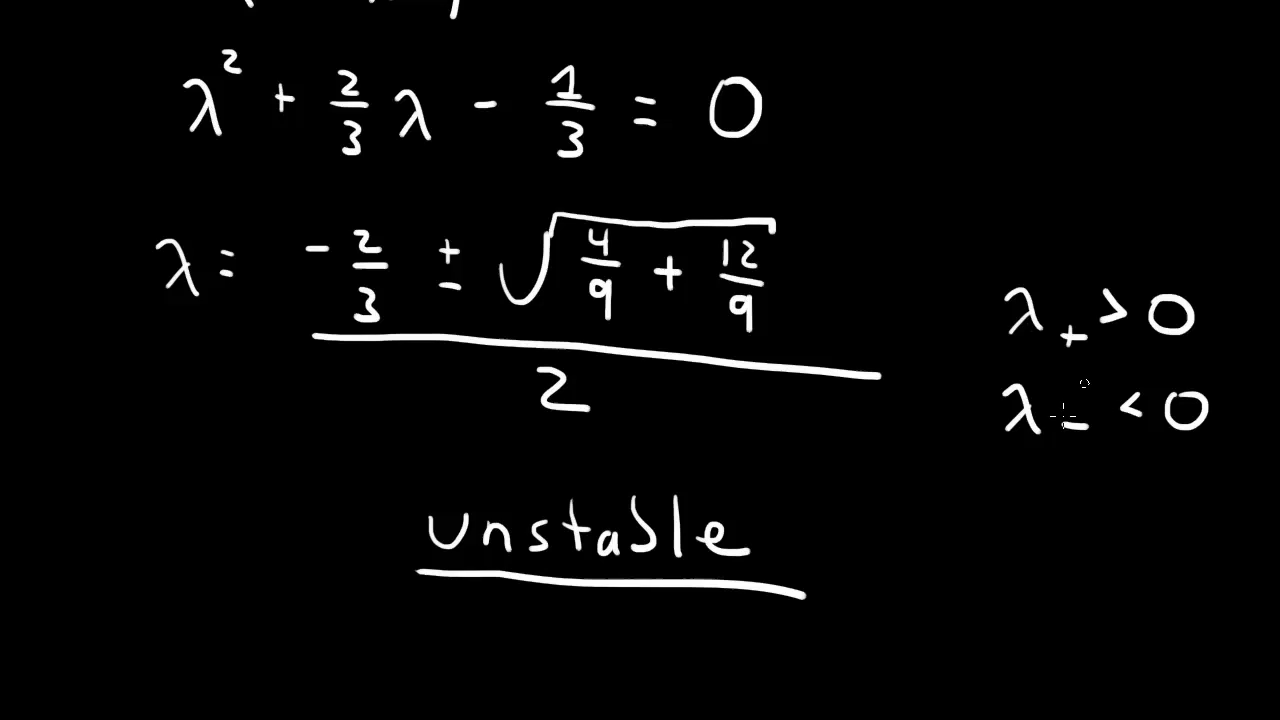 λ² + 2/3 λ - 1/3 = 0
λ = (-2/3 ± √(4/9 + 12/9)) / 2
λ₊ > 0
λ₋ < 0
unstable